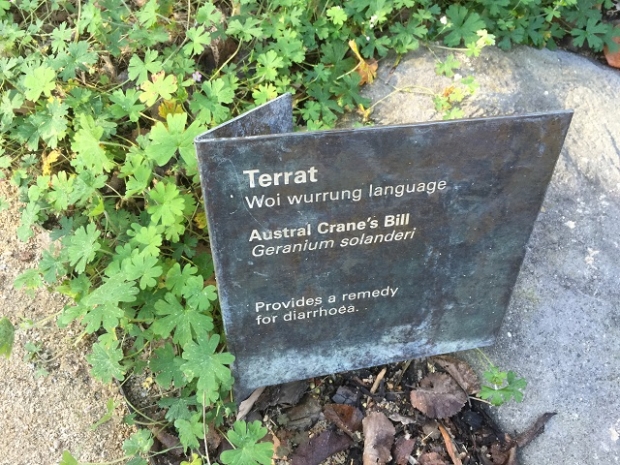 Terrat
Woi wurrung language
Austral Crane's Bill
Geranium solanderi
Provides a remedy
for diarrhoea.